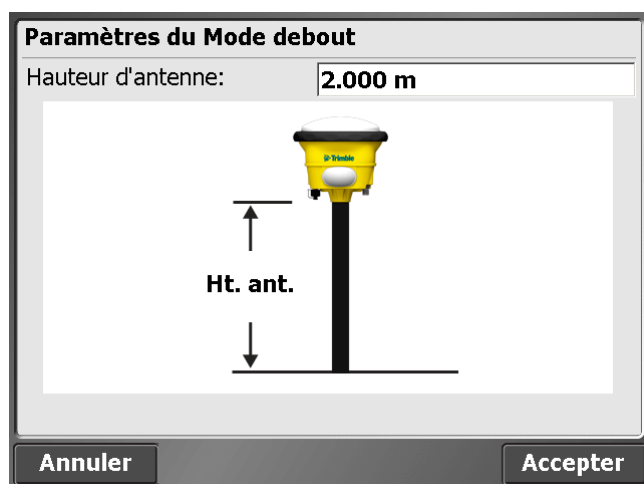 Paramètres du Mode debout
Hauteur d'antenne: 2.000 m
Trimble
Ht. ant.
Annuler Accepter